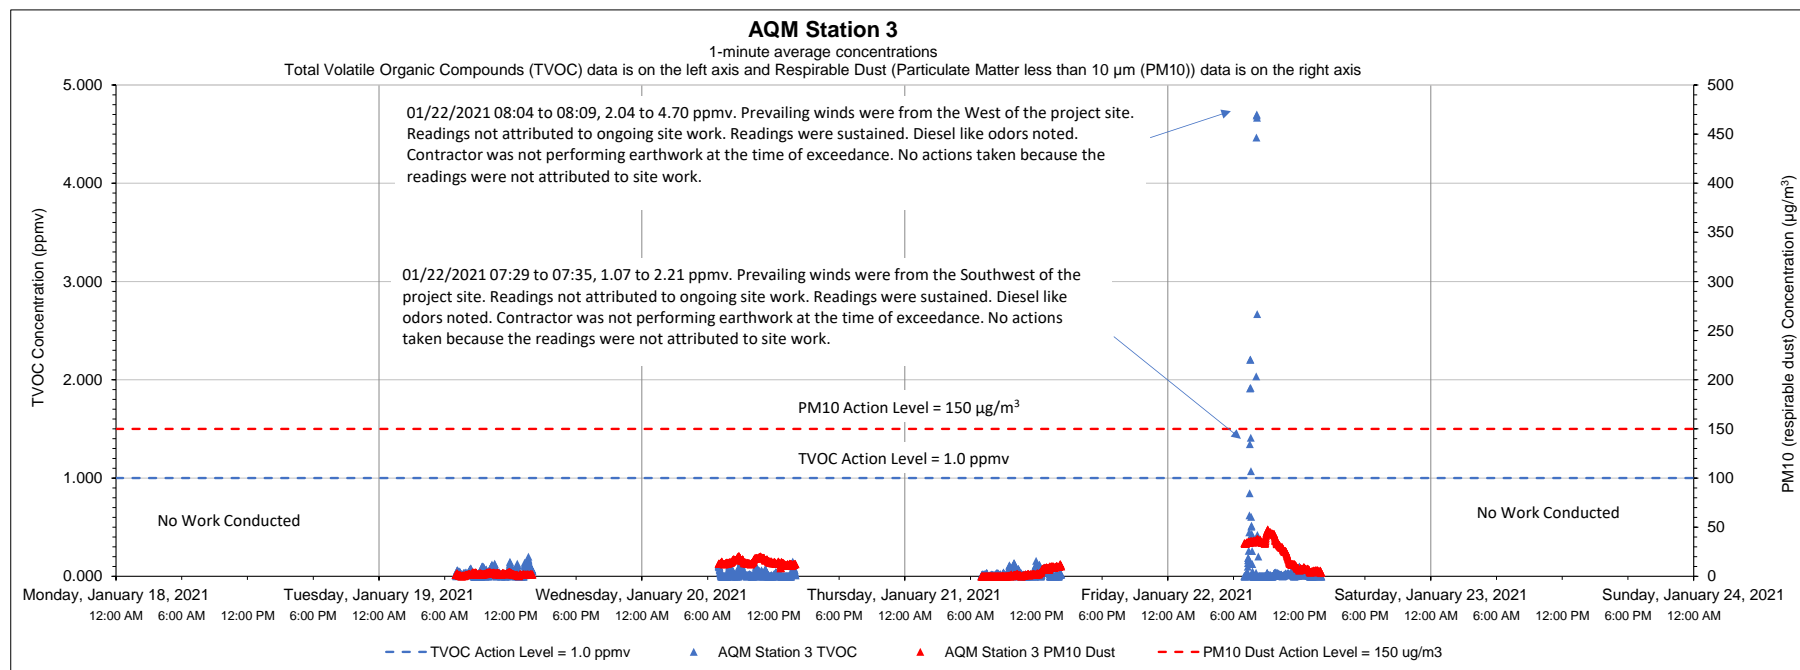 AQM Station 3
1-minute average concentrations
Total Volatile Organic Compounds (TVOC) data is on the left axis and Respirable Dust (Particulate Matter less than 10 µm (PM10)) data is on the right axis
TVOC Concentration (ppmv)
5.000
4.000
3.000
2.000
1.000
0.000
01/22/2021 08:04 to 08:09, 2.04 to 4.70 ppmv. Prevailing winds were from the West of the project site.
Readings not attributed to ongoing site work. Readings were sustained. Diesel like odors noted.
Contractor was not performing earthwork at the time of exceedance. No actions taken because the
readings were not attributed to site work.
01/22/2021 07:29 to 07:35, 1.07 to 2.21 ppmv. Prevailing winds were from the Southwest of the
project site. Readings not attributed to ongoing site work. Readings were sustained. Diesel like
odors noted. Contractor was not performing earthwork at the time of exceedance. No actions
taken because the readings were not attributed to site work.
PM10 Action Level = 150 µg/m³
TVOC Action Level = 1.0 ppmv
No Work Conducted
No Work Conducted
500
450
400
350
300
250
200
150
100
50
0
PM10 (respirable dust) Concentration (µg/m³)
Monday, January 18, 2021 Tuesday, January 19, 2021 Wednesday, January 20, 2021 Thursday, January 21, 2021 Friday, January 22, 2021 Saturday, January 23, 2021 Sunday, January 24, 2021
12:00 AM 6:00 AM 12:00 PM 6:00 PM 12:00 AM 6:00 AM 12:00 PM 6:00 PM 12:00 AM 6:00 AM 12:00 PM 6:00 PM 12:00 AM 6:00 AM 12:00 PM 6:00 PM 12:00 AM 6:00 AM 12:00 PM 6:00 PM 12:00 AM 6:00 AM 12:00 PM 6:00 PM 12:00 AM
TVOC Action Level = 1.0 ppmv AQM Station 3 TVOC AQM Station 3 PM10 Dust PM10 Dust Action Level = 150 ug/m3